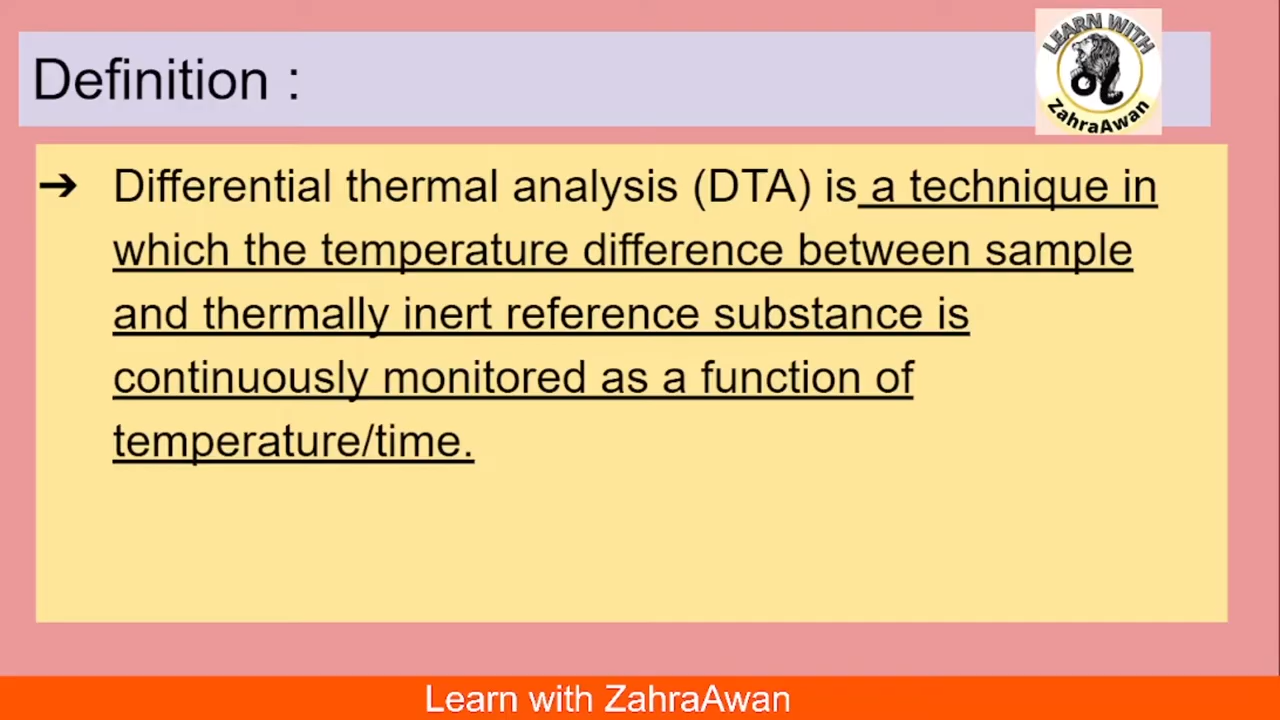 LEARN WITH
ZahraAwan
Definition :
➔ Differential thermal analysis (DTA) is a technique in
which the temperature difference between sample
and thermally inert reference substance is
continuously monitored as a function of
temperature/time.
Learn with ZahraAwan